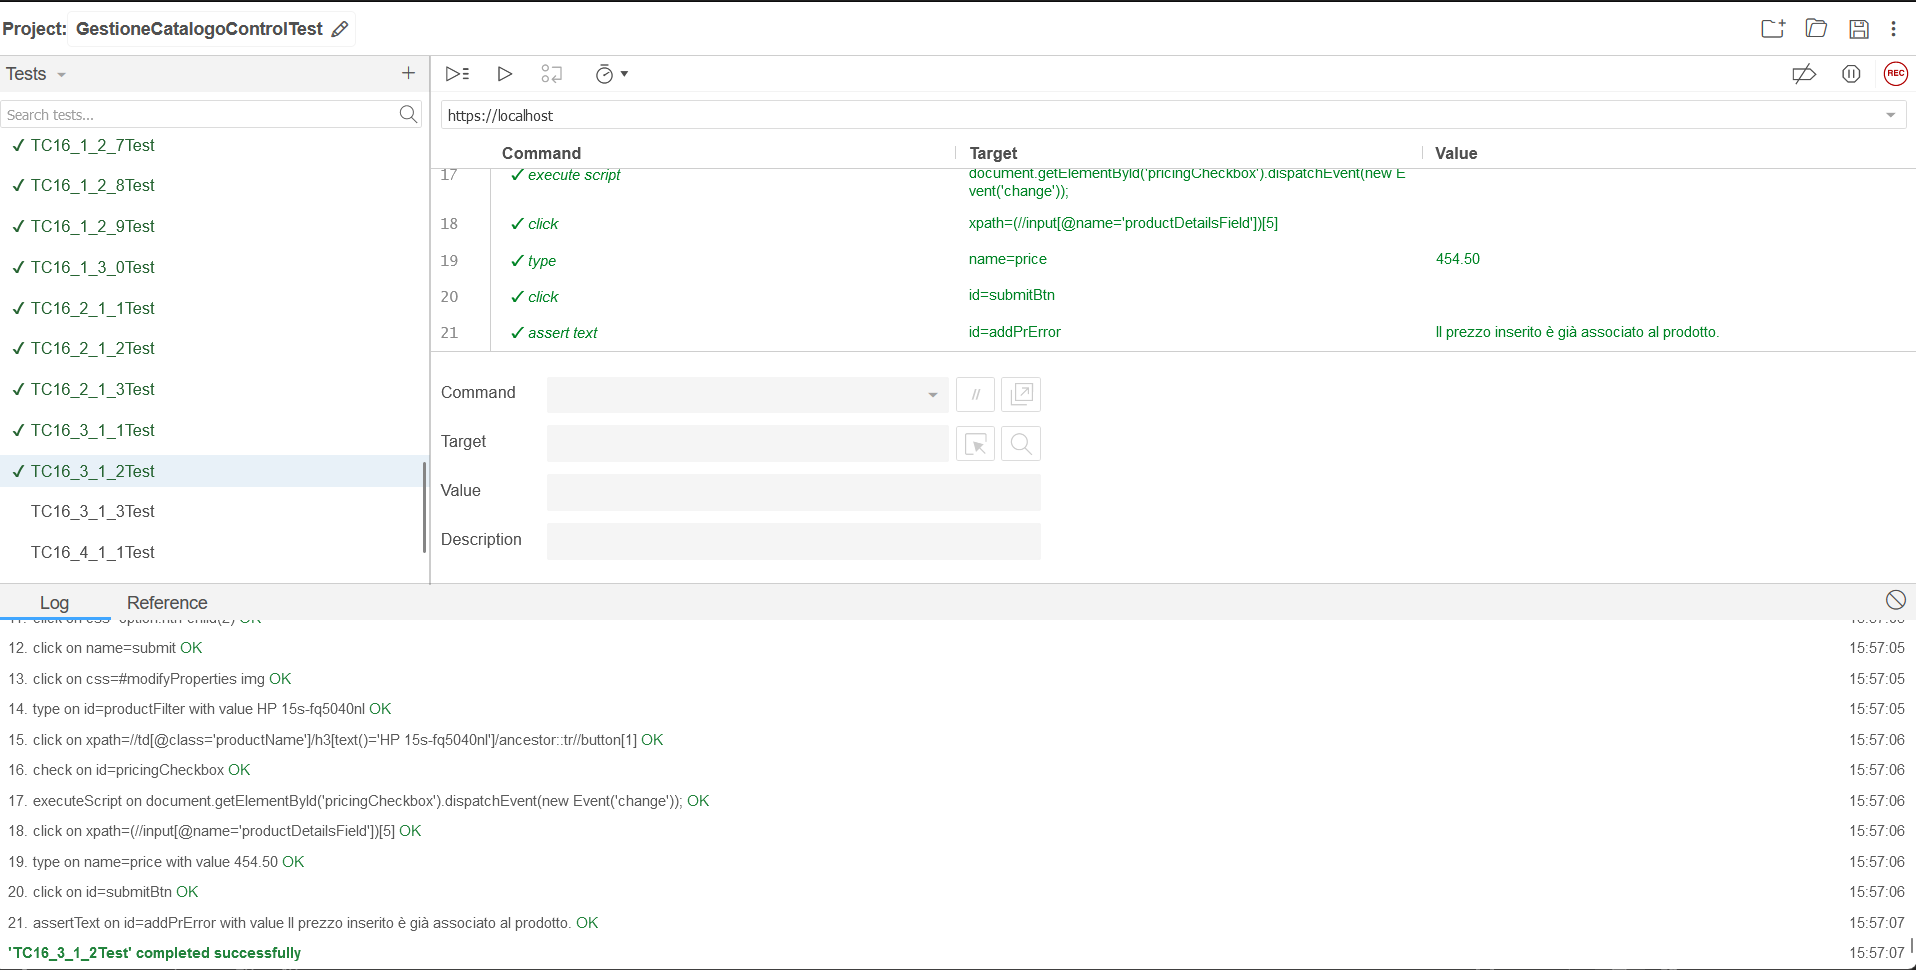 Project: GestioneCatalogoControlTest
Tests
Search tests...
TC16_1_2_7Test
TC16_1_2_8Test
TC16_1_2_9Test
TC16_1_3_0Test
TC16_2_1_1Test
TC16_2_1_2Test
TC16_2_1_3Test
TC16_3_1_1Test
TC16_3_1_2Test
TC16_3_1_3Test
TC16_4_1_1Test
REC
https://localhost
Command Target Value
17 execute script document.getElementById('pricingCheckbox').dispatchEvent(new E
vent('change'));
18 click xpath=(//input[@name='productDetailsField'])[5]
19 type name=price 454.50
20 click id=submitBtn
21 assert text id=addPrError Il prezzo inserito è già associato al prodotto.
Command
//
Target
Value
Description
Log Reference
12. click on name=submit OK 15:57:05
13. click on css=#modifyProperties img OK 15:57:05
14. type on id=productFilter with value HP 15s-fq5040nl OK 15:57:05
15. click on xpath=//td[@class='productName']/h3[text()='HP 15s-fq5040nl']/ancestor::tr//button[1] OK 15:57:06
16. check on id=pricingCheckbox OK 15:57:06
17. executeScript on document.getElementById('pricingCheckbox').dispatchEvent(new Event('change')); OK 15:57:06
18. click on xpath=(//input[@name='productDetailsField'])[5] OK 15:57:06
19. type on name=price with value 454.50 OK 15:57:06
20. click on id=submitBtn OK 15:57:06
21. assertText on id=addPrError with value Il prezzo inserito è già associato al prodotto. OK 15:57:07
'TC16_3_1_2Test' completed successfully 15:57:07